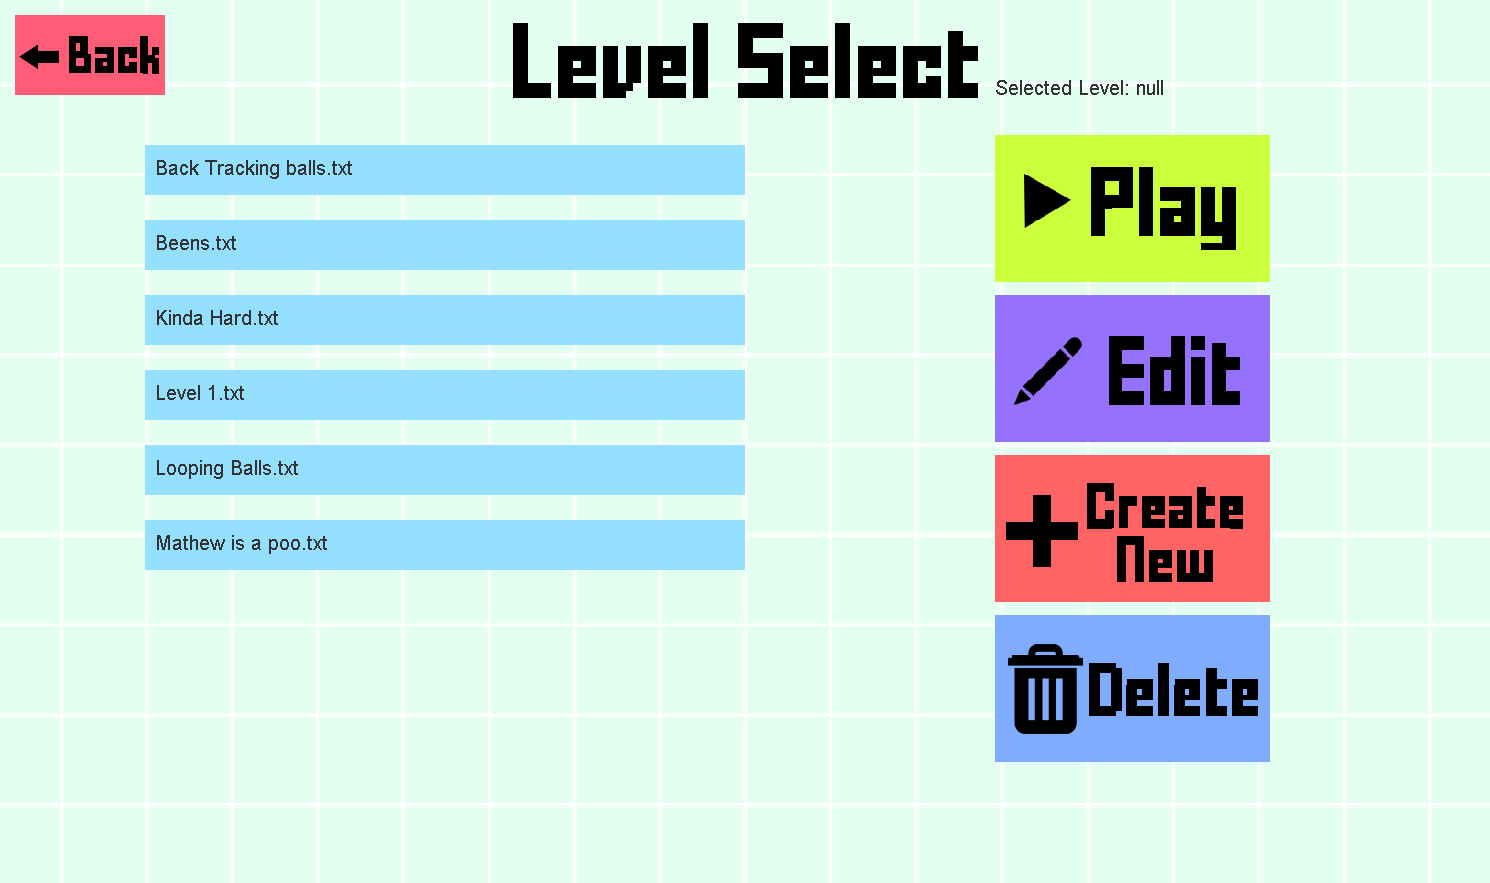 Back
Level Select
Selected Level: null
Back Tracking balls.txt
Beens.txt
Kinda Hard.txt
Level 1.txt
Looping Balls.txt
Mathew is a poo.txt
Play
Edit
Create
New
Delete